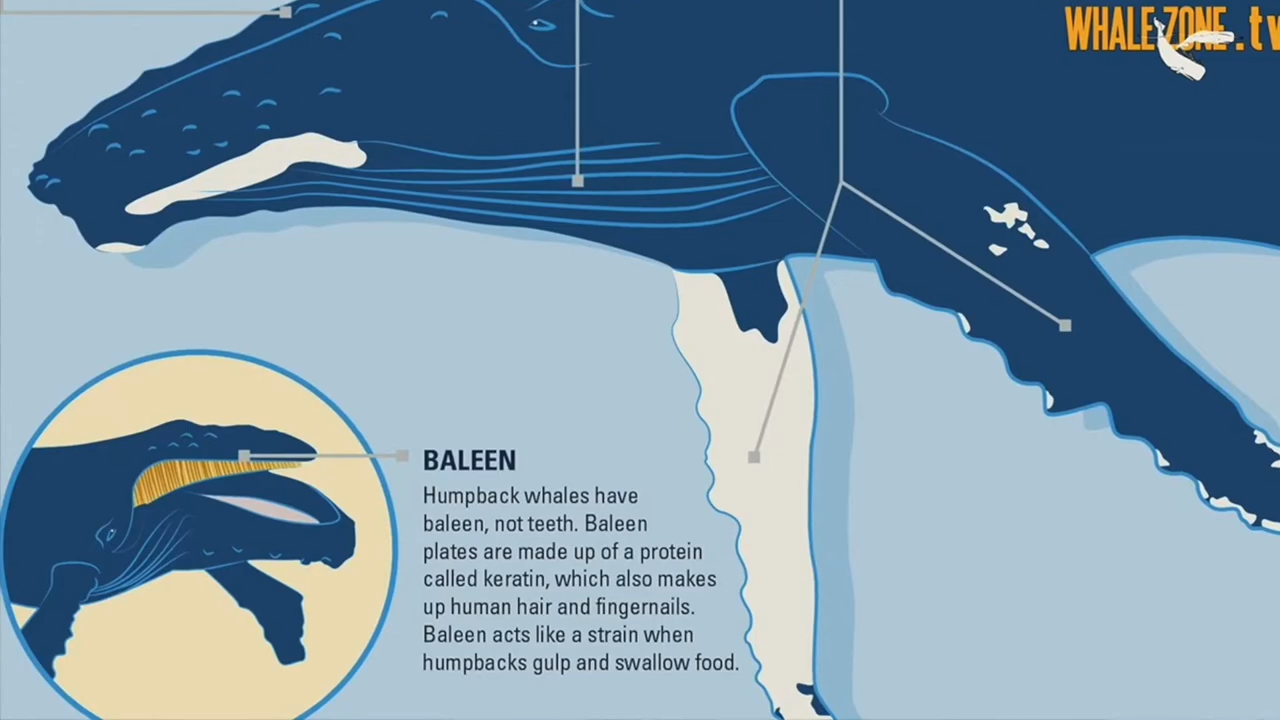 WHALE ZONE.tv
BALEEN
Humpback whales have
baleen, not teeth. Baleen
plates are made up of a protein
called keratin, which also makes
up human hair and fingernails.
Baleen acts like a strain when
humpbacks gulp and swallow food.